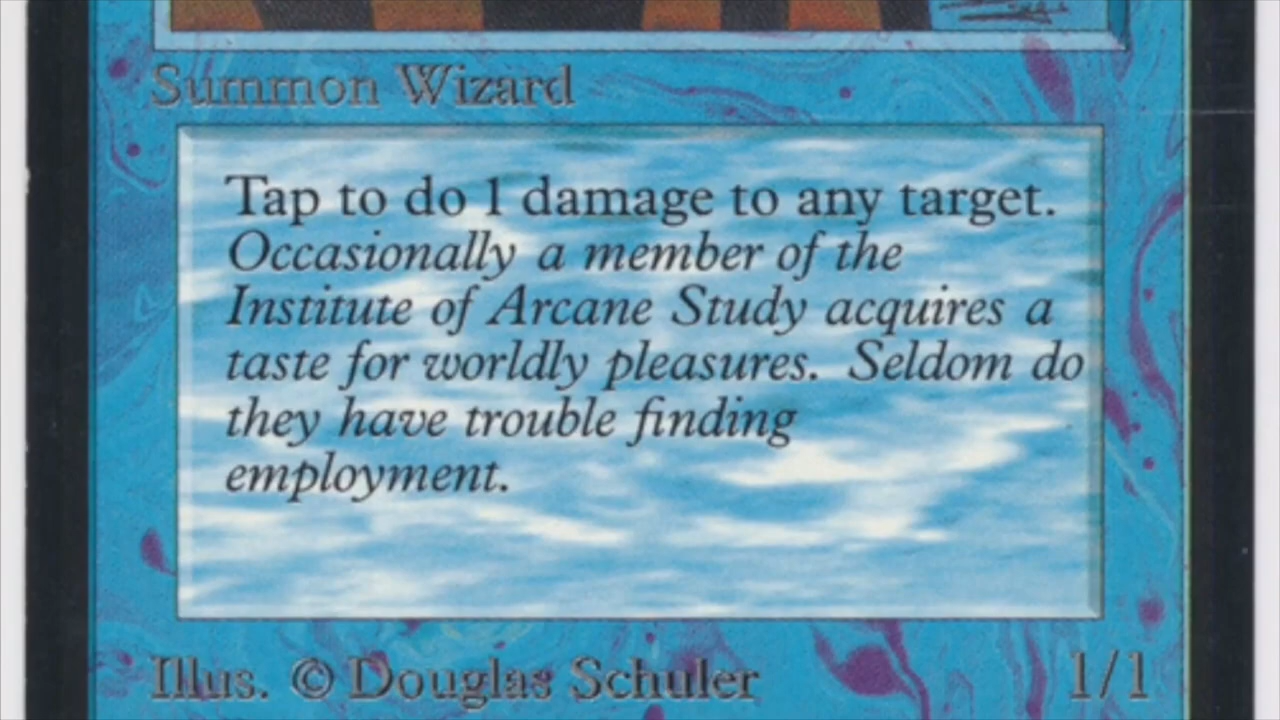 Summon Wizard
Tap to do 1 damage to any target.
Occasionally a member of the
Institute of Arcane Study acquires a
taste for worldly pleasures. Seldom do
they have trouble finding
employment.
Illus. © Douglas Schuler
1/1